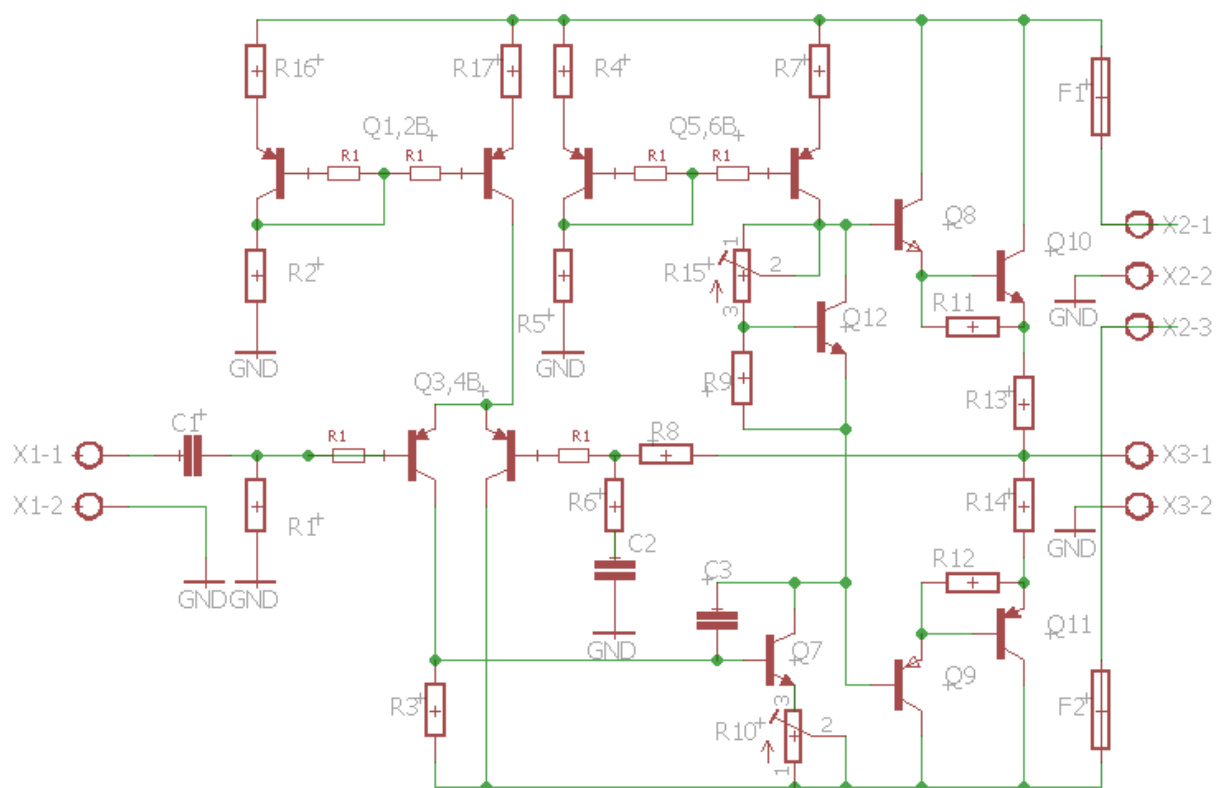 R16
R17
R4
R7
F1
Q1,2B
Q5,6B
R1
R1
R1
R1
Q8
X2-1
1
Q10
R2
R15
2
X2-2
R11
3
GND
R5
Q12
X2-3
GND
GND
Q3,4B
R9
R13
C1
R1
R1
R8
X1-1
X3-1
R6
R14
X1-2
R1
X3-2
C2
GND
R12
C3
GND
GND
Q11
GND
Q7
Q9
R3
3
F2
R10
2
1